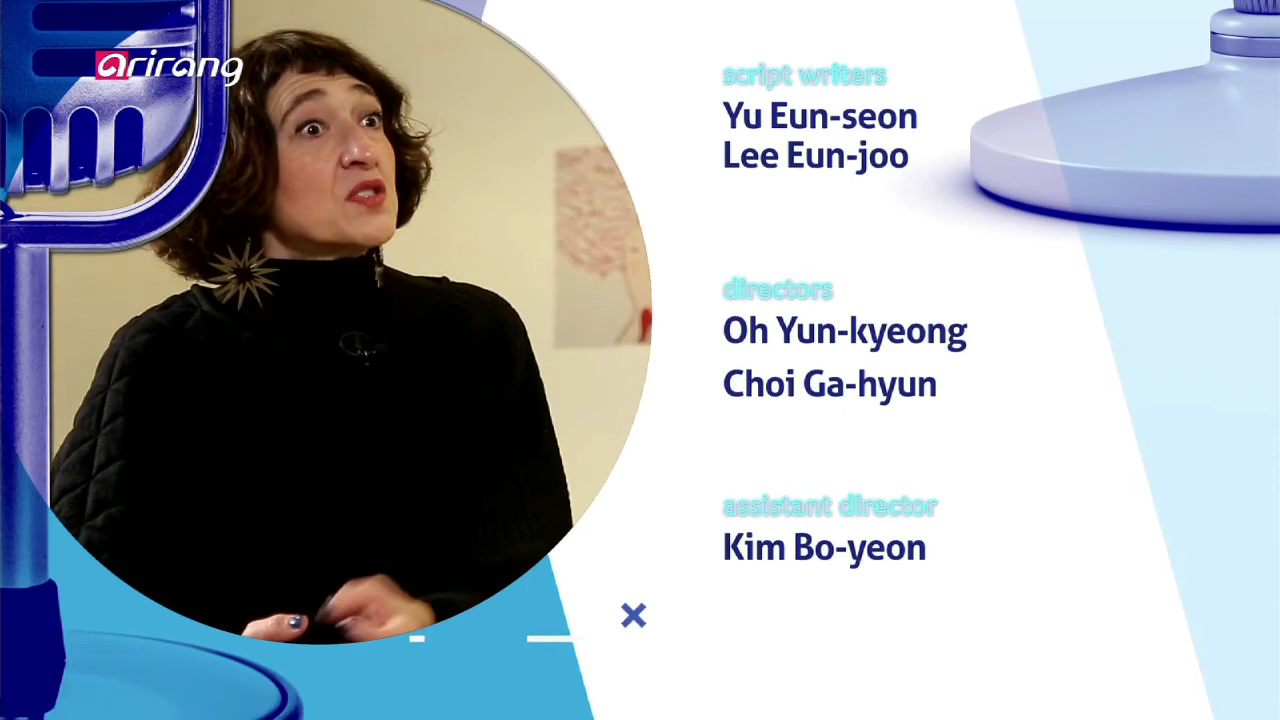 arirang
script writers
Yu Eun-seon
Lee Eun-joo
directors
Oh Yun-kyeong
Choi Ga-hyun
assistant director
Kim Bo-yeon